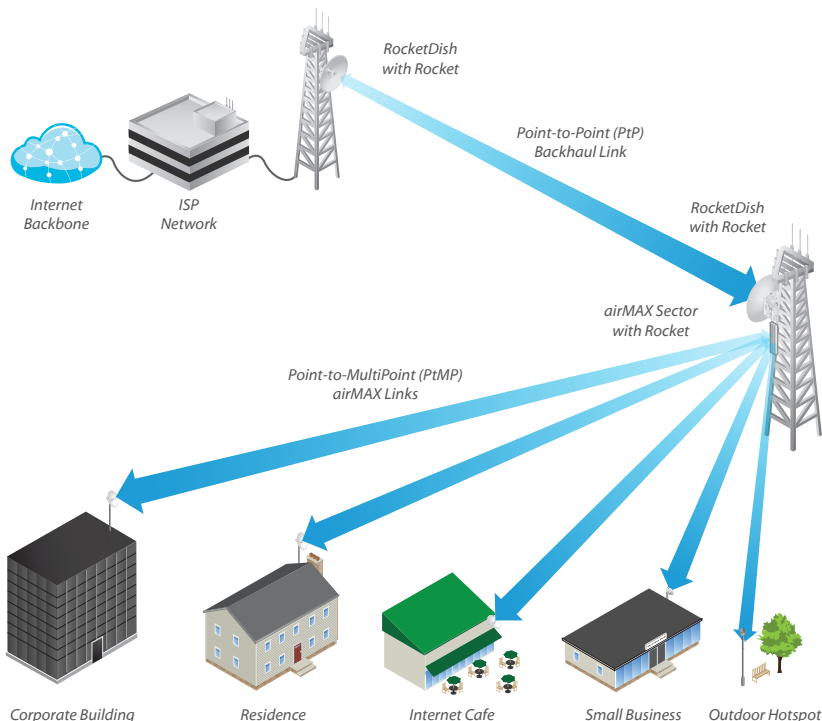 RocketDish
with Rocket
Point-to-Point (PtP)
Backhaul Link
Internet
Backbone
ISP
Network
RocketDish
with Rocket
airMAX Sector
with Rocket
Point-to-MultiPoint (PtMP)
airMAX Links
Corporate Building
Residence
Internet Cafe
Small Business
Outdoor Hotspot